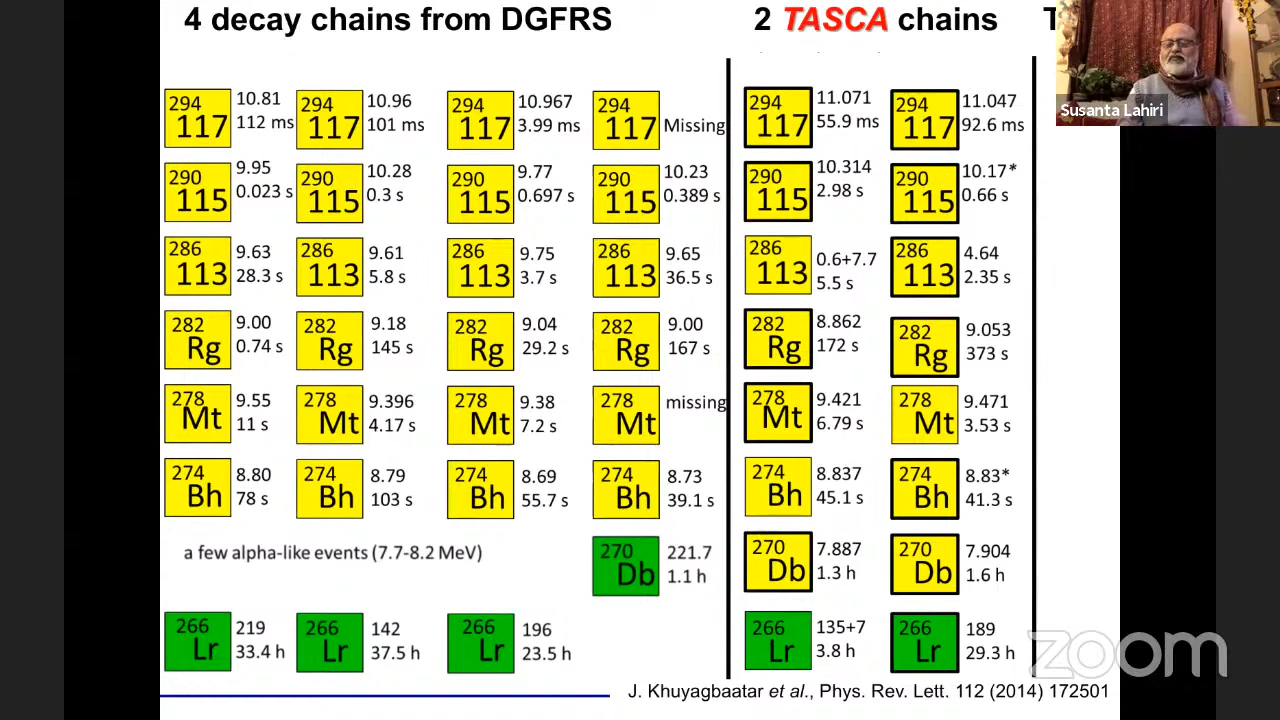 4 decay chains from DGFRS
2 TASCA chains
T
Susanta Lahiri
294 117 10.81 112 ms
294 117 10.96 101 ms
294 117 10.967 3.99 ms
294 117 Missing
294 117 11.071 55.9 ms
294 117 11.047 92.6 ms
290 115 9.95 0.023 s
290 115 10.28 0.3 s
290 115 9.77 0.697 s
290 115 10.23 0.389 s
290 115 10.314 2.98 s
290 115 10.17* 0.66 s
286 113 9.63 28.3 s
286 113 9.61 5.8 s
286 113 9.75 3.7 s
286 113 9.65 36.5 s
286 113 0.6+7.7 5.5 s
286 113 4.64 2.35 s
282 Rg 9.00 0.74 s
282 Rg 9.18 145 s
282 Rg 9.04 29.2 s
282 Rg 9.00 167 s
282 Rg 8.862 172 s
282 Rg 9.053 373 s
278 Mt 9.55 11 s
278 Mt 9.396 4.17 s
278 Mt 9.38 7.2 s
278 Mt missing
278 Mt 9.421 6.79 s
278 Mt 9.471 3.53 s
274 Bh 8.80 78 s
274 Bh 8.79 103 s
274 Bh 8.69 55.7 s
274 Bh 8.73 39.1 s
274 Bh 8.837 45.1 s
274 Bh 8.83* 41.3 s
a few alpha-like events (7.7-8.2 MeV)
270 Db 221.7 1.1 h
270 Db 7.887 1.3 h
270 Db 7.904 1.6 h
266 Lr 219 33.4 h
266 Lr 142 37.5 h
266 Lr 196 23.5 h
266 Lr 135+7 3.8 h
266 Lr 189 29.3 h
zoom
J. Khuyagbaatar et al., Phys. Rev. Lett. 112 (2014) 172501